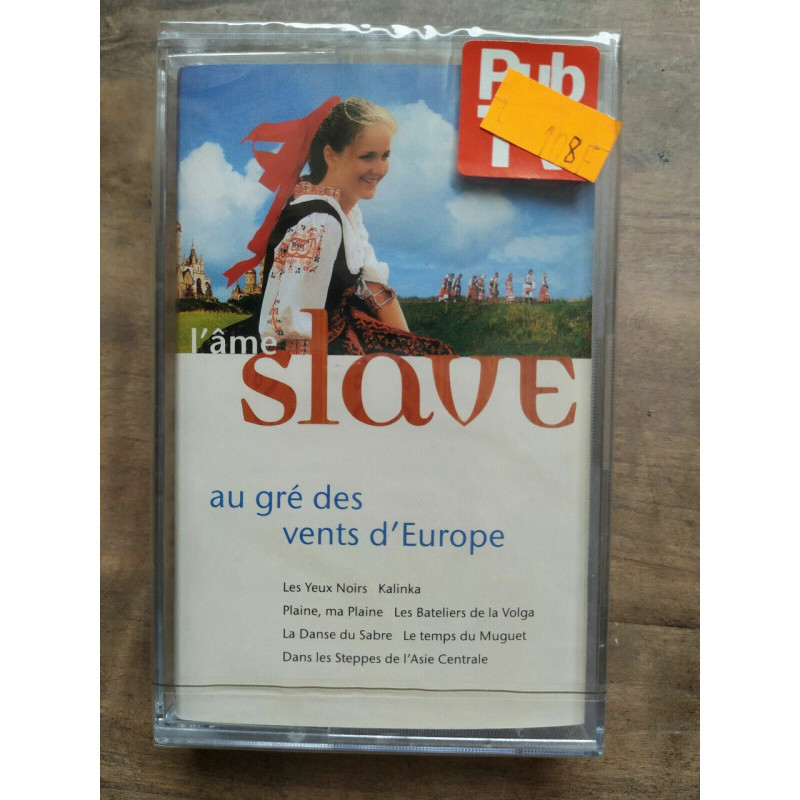 Pub
108F
l'âme
slave
au gré des
vents d'Europe
Les Yeux Noirs Kalinka
Plaine, ma Plaine Les Bateliers de la Volga
La Danse du Sabre Le temps du Muguet
Dans les Steppes de l'Asie Centrale